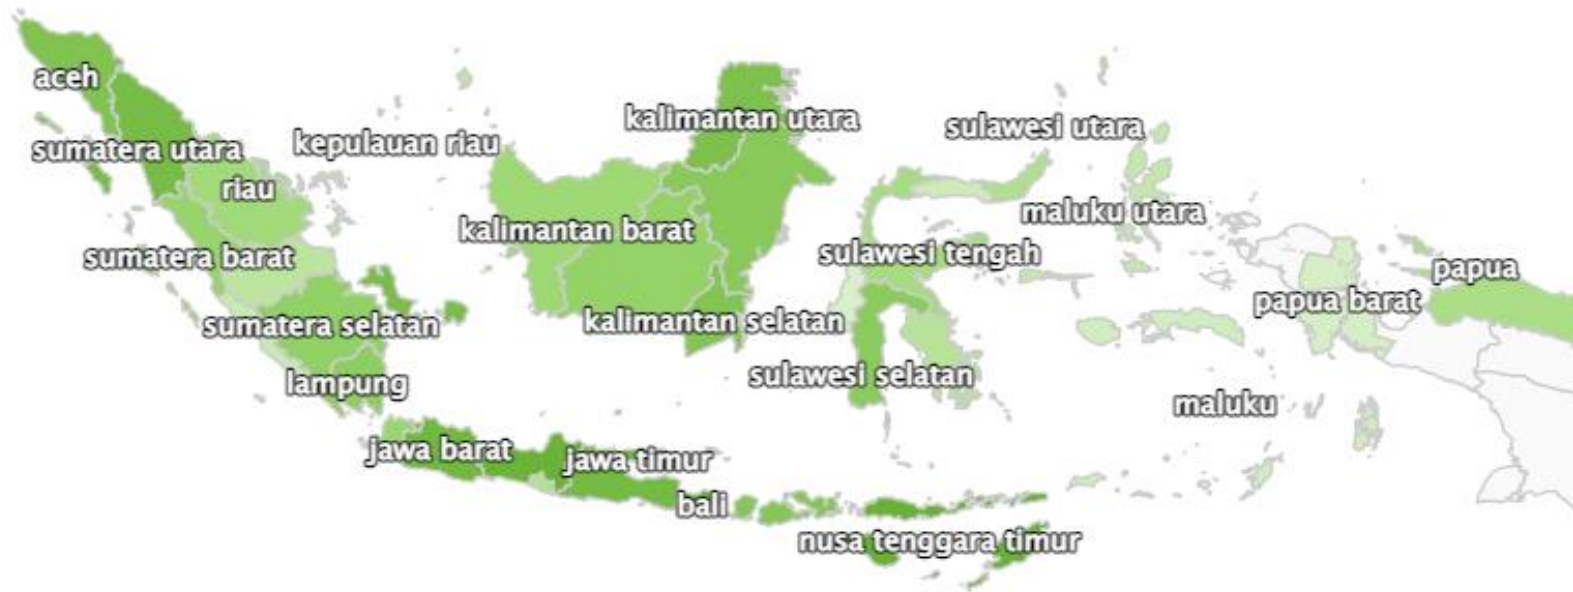 aceh
kalimantan utara
sulawesi utara
sumatera utara
kepulauan riau
riau
maluku utara
kalimantan barat
sumatera barat
sulawesi tengah
papua
papua barat
sumatera selatan
kalimantan selatan
lampung
sulawesi selatan
maluku
jawa barat
jawa timur
bali
nusa tenggara timur